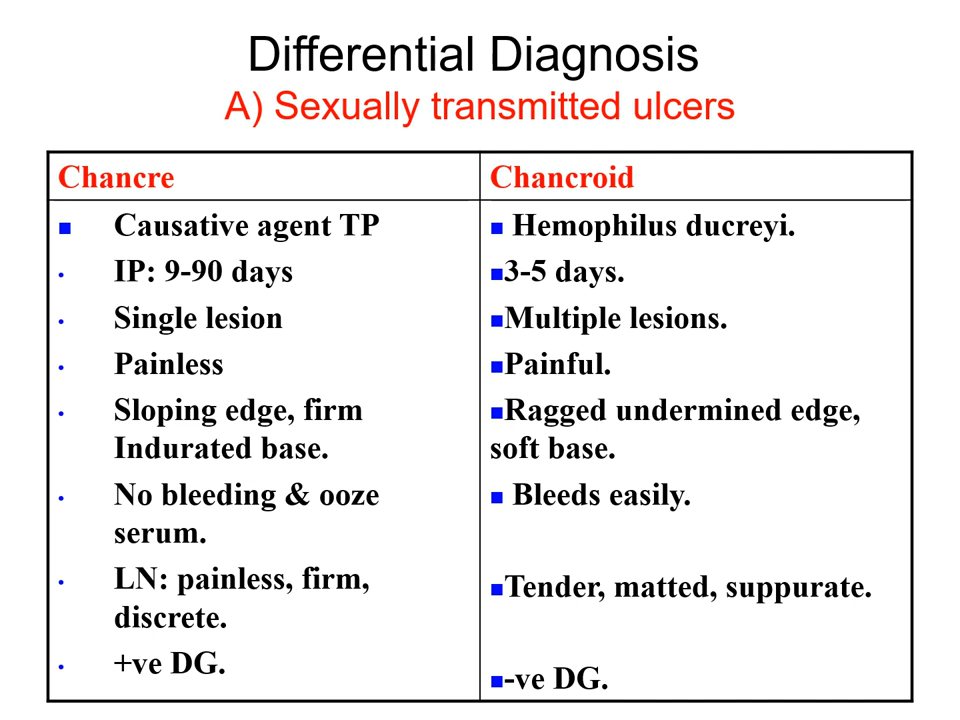 Differential Diagnosis
A) Sexually transmitted ulcers
Chancre
Causative agent TP
IP: 9-90 days
Single lesion
Painless
Sloping edge, firm
Indurated base.
No bleeding & ooze
serum.
LN: painless, firm,
discrete.
+ve DG.
Chancroid
Hemophilus ducreyi.
3-5 days.
Multiple lesions.
Painful.
Ragged undermined edge,
soft base.
Bleeds easily.
Tender, matted, suppurate.
-ve DG.